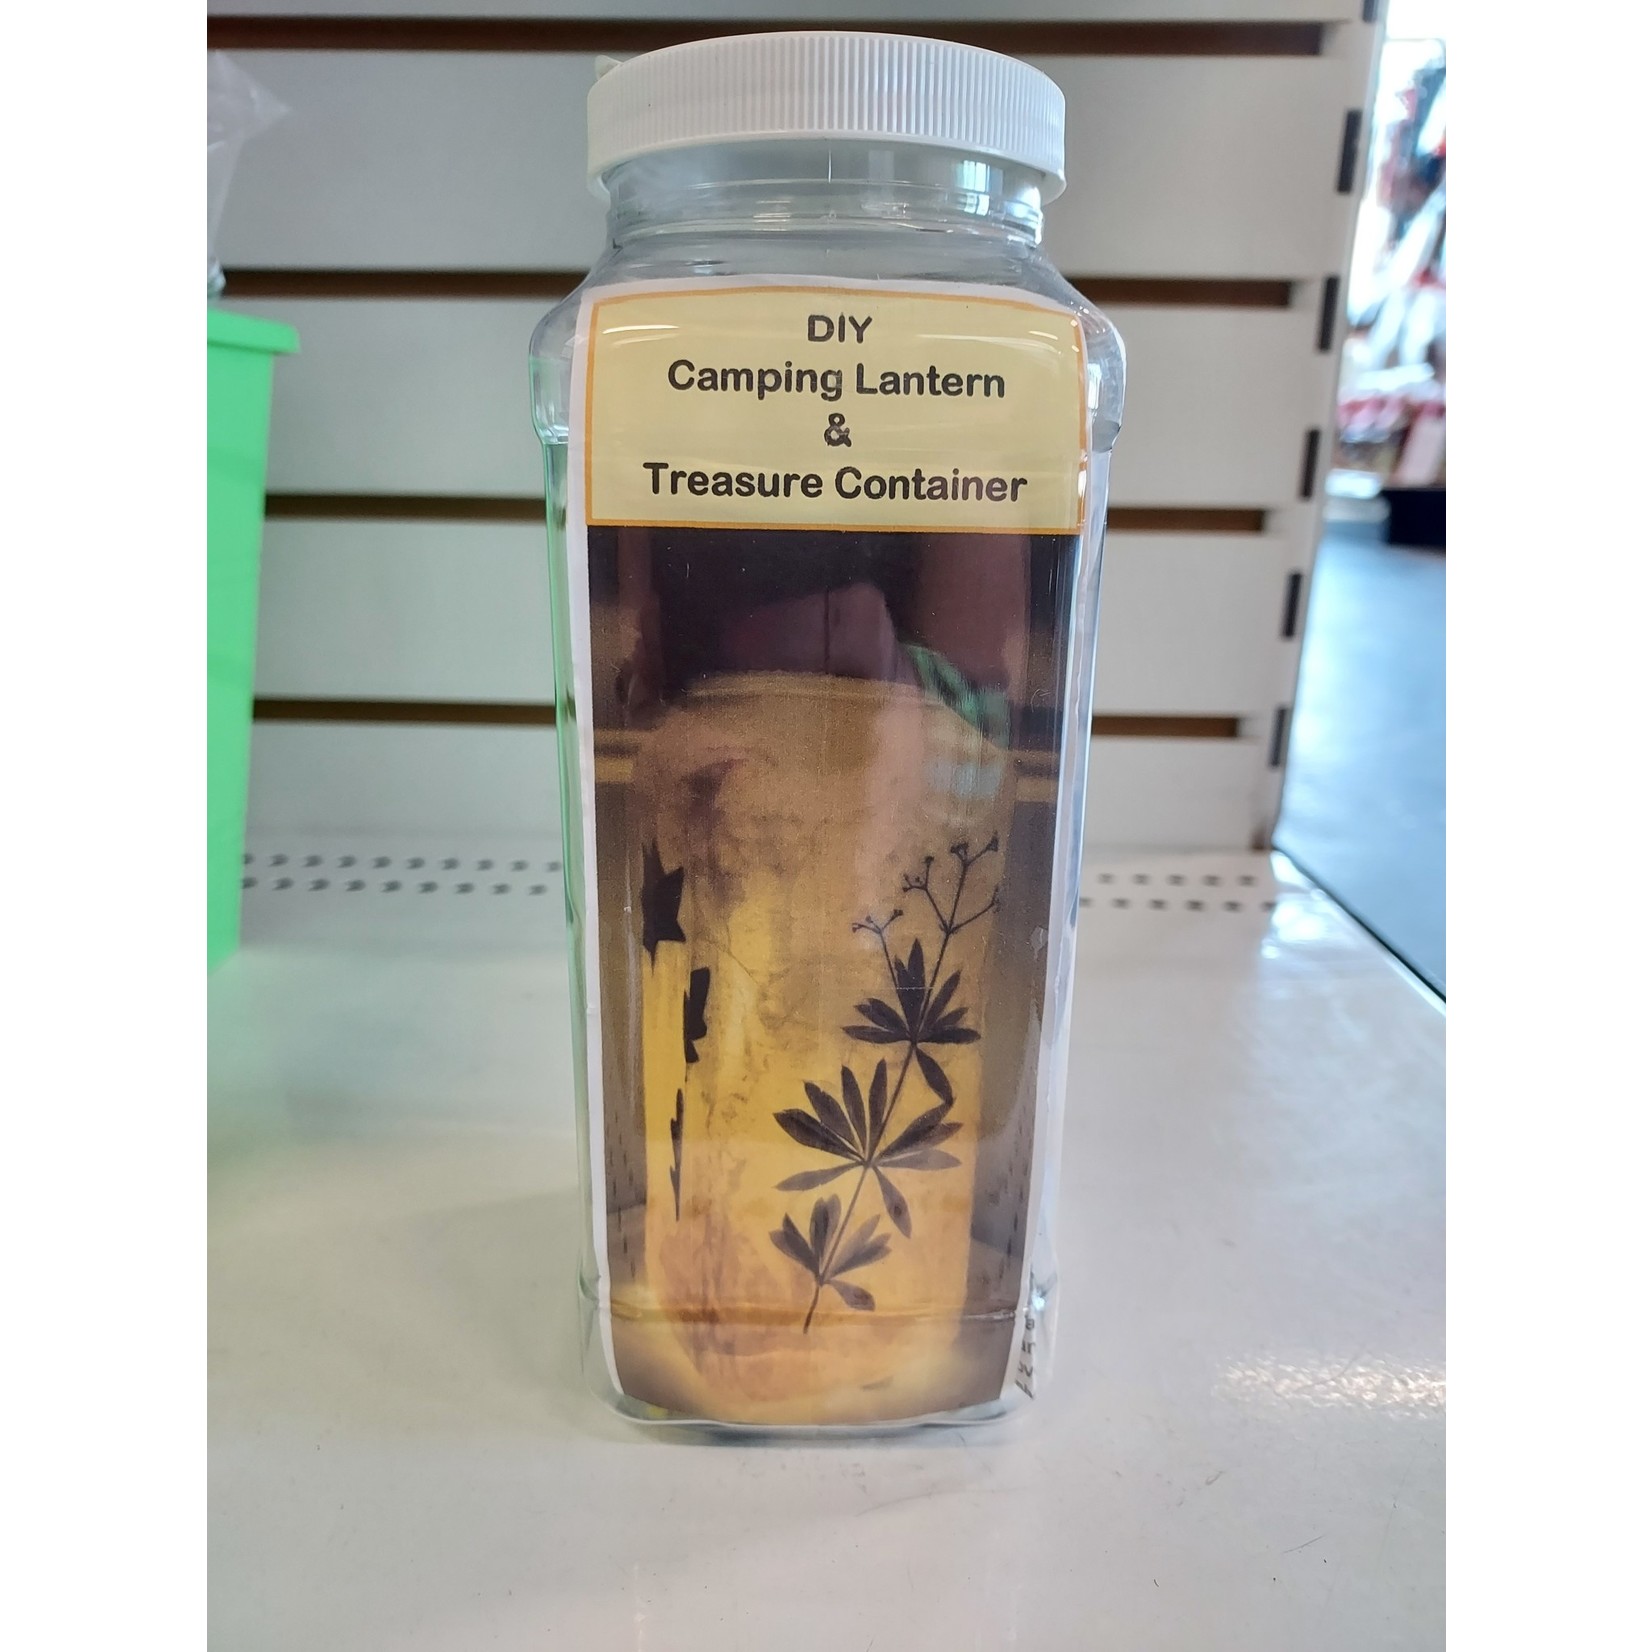 DIY
Camping Lantern
&
Treasure Container